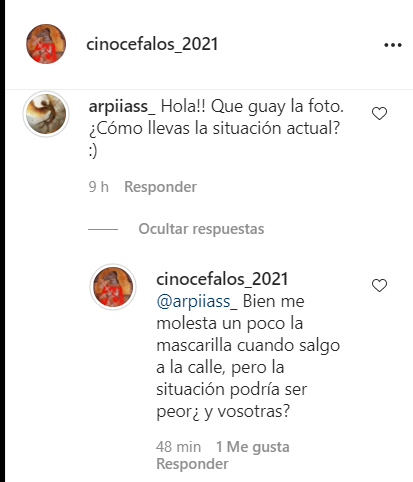 cinocefalos_2021
...
arpiiass_ Hola!! Que guay la foto.
¿Cómo llevas la situación actual?
:)
9 h Responder
Ocultar respuestas
cinocefalos_2021
@arpiiass_ Bien me
molesta un poco la
mascarilla cuando salgo
a la calle, pero la
situación podría ser
peor¿ y vosotras?
48 min 1 Me gusta
Responder